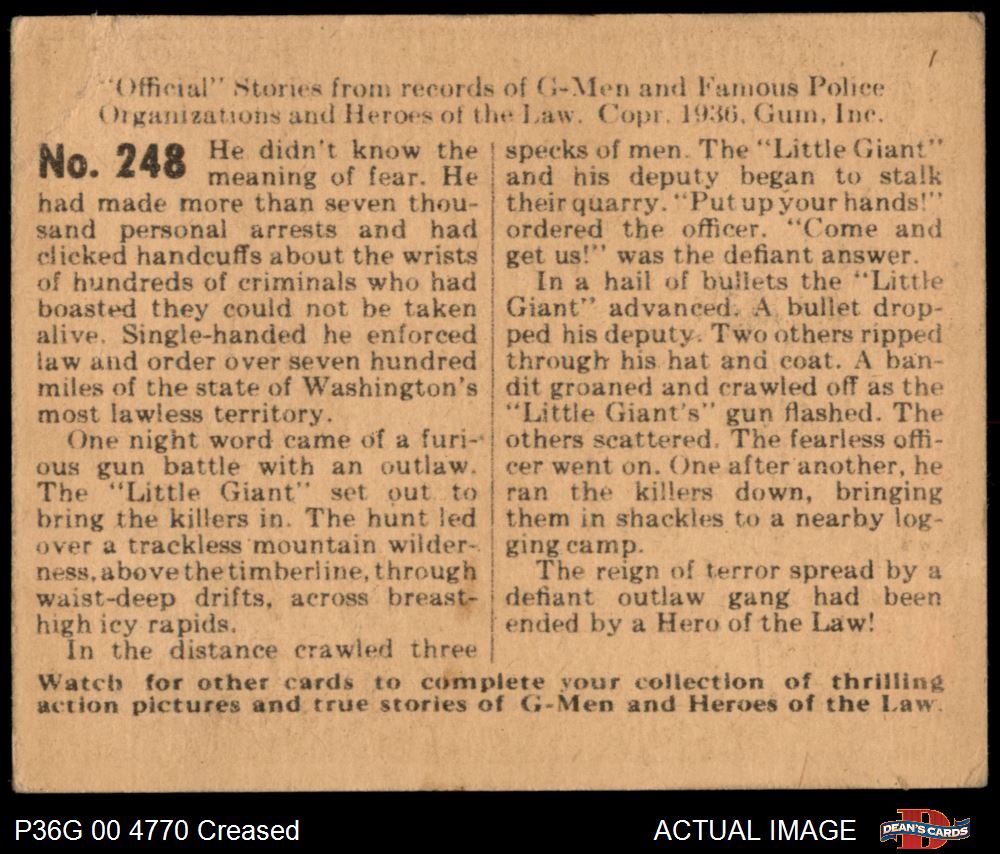 "Official" Stories from records of G-Men and Famous Police
Organizations and Heroes of the Law. Copr. 1936, Gum, Inc.
No. 248 He didn't know the
meaning of fear. He
had made more than seven thou-
sand personal arrests and had
clicked handcuffs about the wrists
of hundreds of criminals who had
boasted they could not be taken
alive. Single-handed he enforced
law and order over seven hundred
miles of the state of Washington's
most lawless territory.
One night word came of a furi-
ous gun battle with an outlaw.
The "Little Giant" set out to
bring the killers in. The hunt led
over a trackless mountain wilder-
ness, above the timberline, through
waist-deep drifts, across breast-
high icy rapids.
In the distance crawled three
specks of men. The "Little Giant"
and his deputy began to stalk
their quarry. "Put up your hands!"
ordered the officer. "Come and
get us!" was the defiant answer.
In a hail of bullets the "Little
Giant" advanced. A bullet drop-
ped his deputy. Two others ripped
through his hat and coat. A ban-
dit groaned and crawled off as the
"Little Giant's" gun flashed. The
others scattered. The fearless offi-
cer went on. One after another, he
ran the killers down, bringing
them in shackles to a nearby log-
ging camp.
The reign of terror spread by a
defiant outlaw gang had been
ended by a Hero of the Law!
Watch for other cards to complete your collection of thrilling
action pictures and true stories of G-Men and Heroes of the Law.
P36G 00 4770 Creased
ACTUAL IMAGE
DEAN'S CARDS